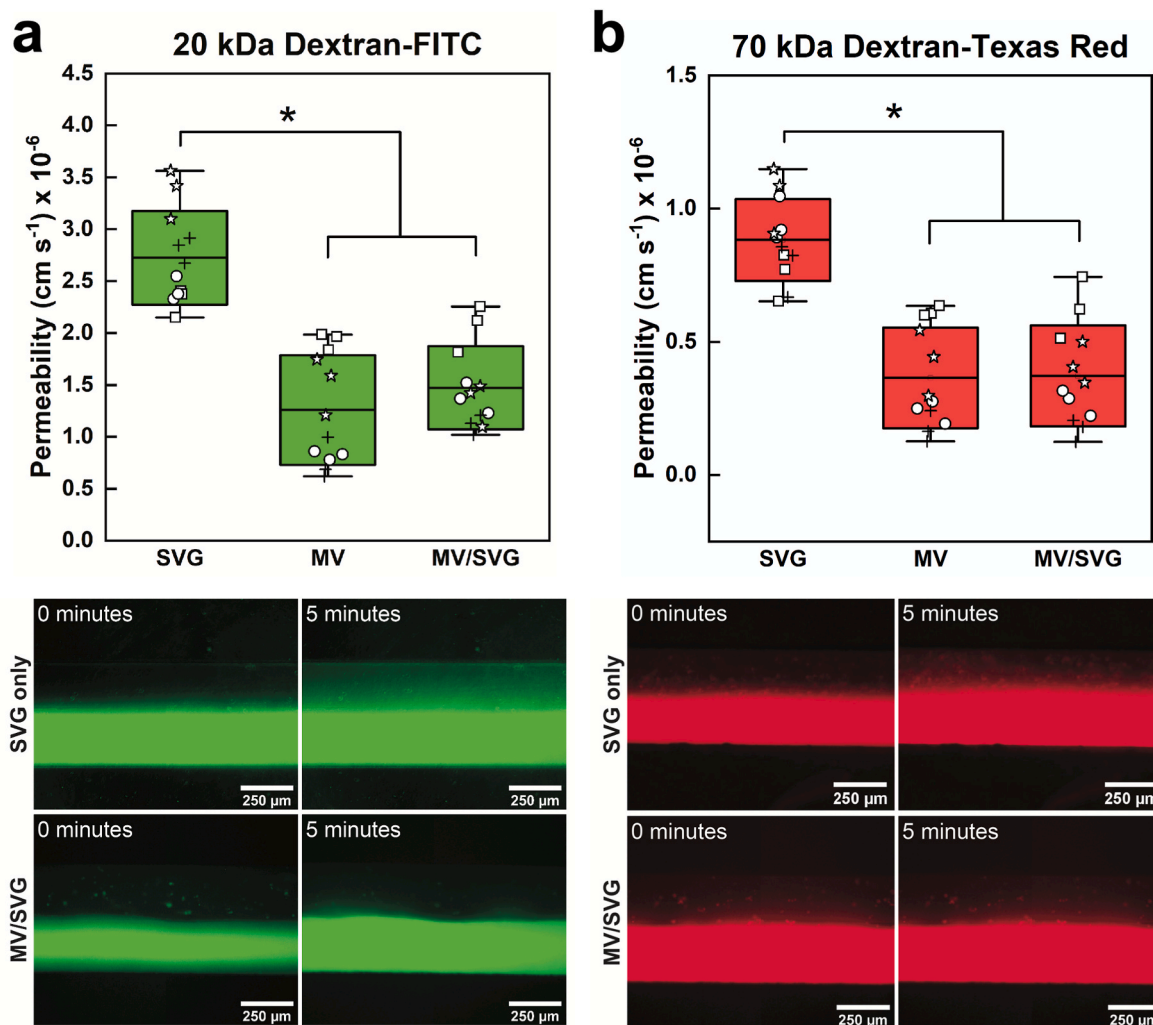 a
20 kDa Dextran-FITC
4.5
4.0
3.5
3.0
2.5
2.0
1.5
1.0
0.5
0.0
Permeability (cm s⁻¹) x 10⁻⁶
*
SVG MV MV/SVG
b
70 kDa Dextran-Texas Red
1.5
1.0
0.5
0.0
Permeability (cm s⁻¹) x 10⁻⁶
*
SVG MV MV/SVG
SVG only
0 minutes
250 µm
5 minutes
250 µm
MV/SVG
0 minutes
250 µm
5 minutes
250 µm
SVG only
0 minutes
250 µm
5 minutes
250 µm
MV/SVG
0 minutes
250 µm
5 minutes
250 µm